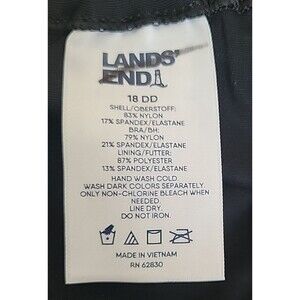 LANDS'
END
18 DD
SHELL/OBERSTOFF:
83% NYLON
17% SPANDEX/ELASTANE
BRA/BH:
79% NYLON
21% SPANDEX/ELASTANE
LINING/FUTTER:
87% POLYESTER
13% SPANDEX/ELASTANE
HAND WASH COLD.
WASH DARK COLORS SEPARATELY.
ONLY NON-CHLORINE BLEACH WHEN
NEEDED.
LINE DRY.
DO NOT IRON.
MADE IN VIETNAM
RN 62830